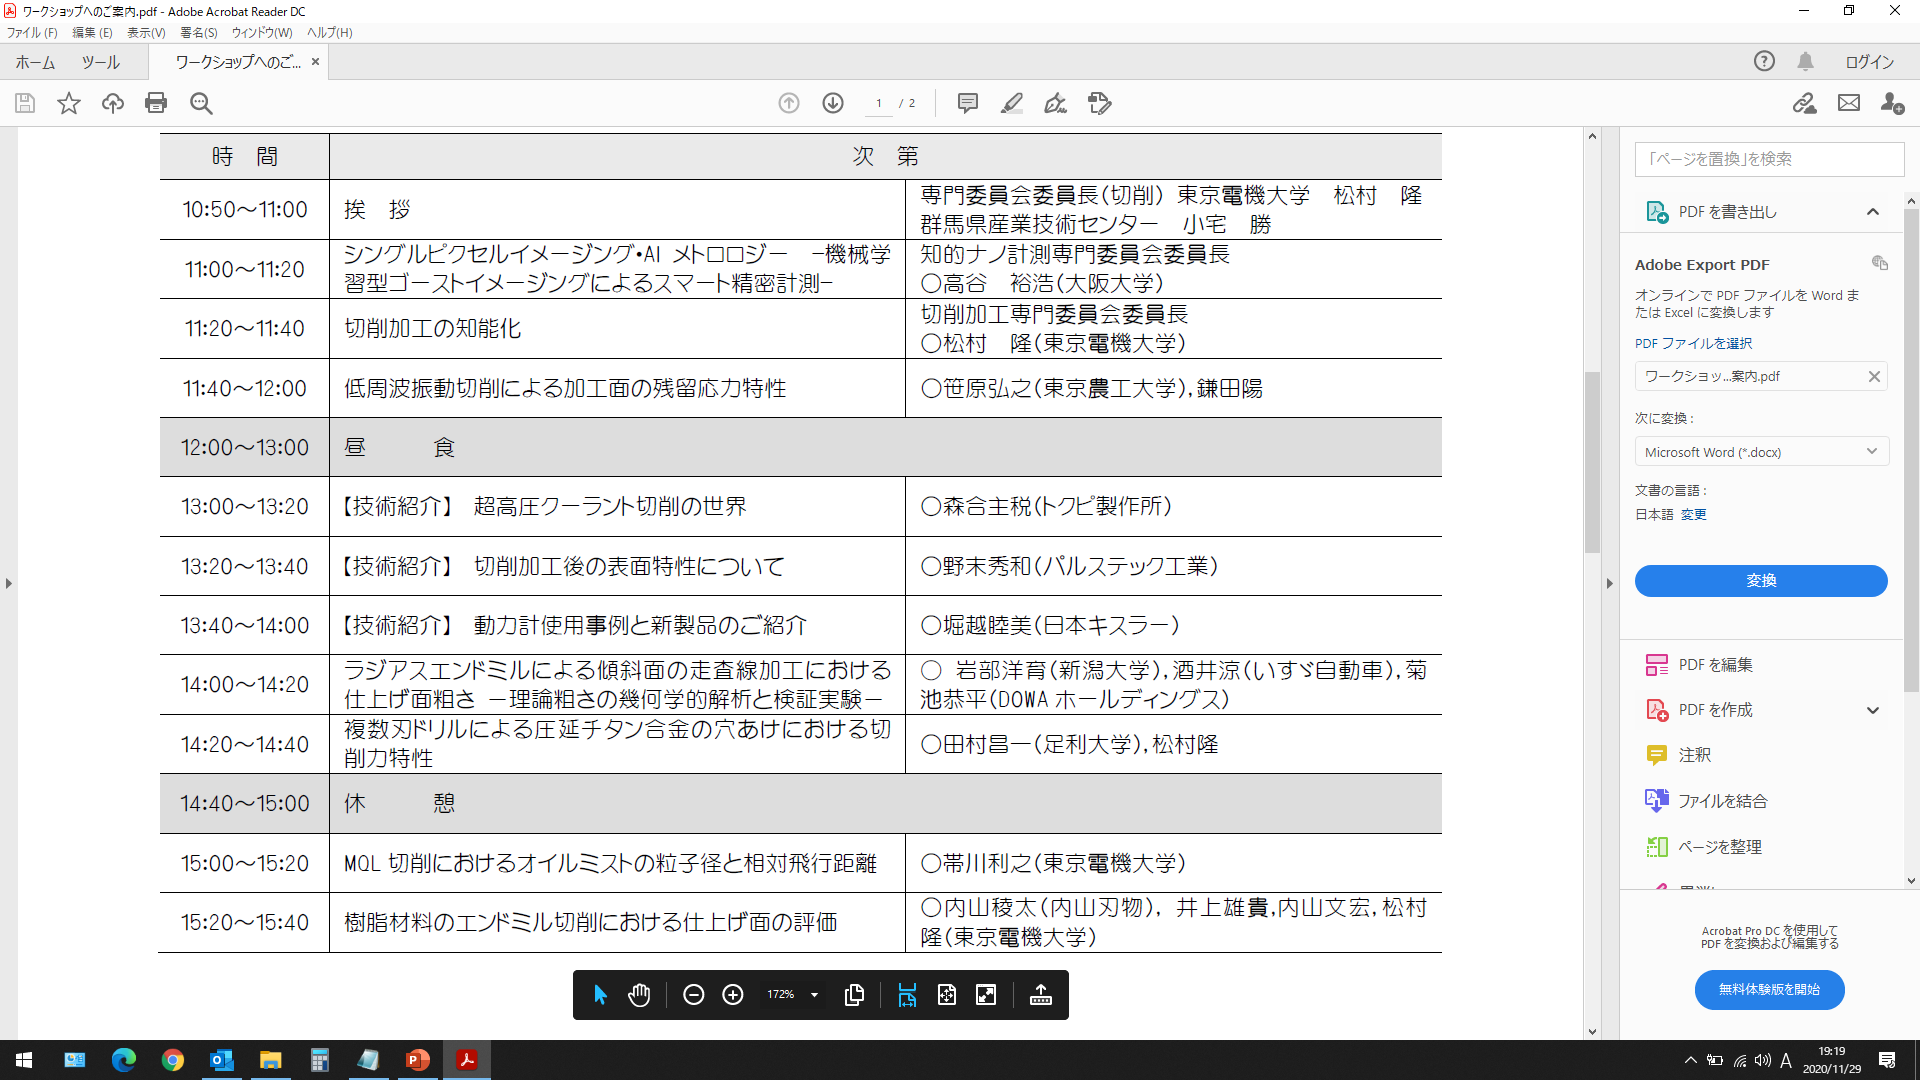 ワークショップへのご案内.pdf - Adobe Acrobat Reader DC
ファイル(F) 編集(E) 表示(V) 署名(S) ウィンドウ(W) ヘルプ(H)
ホーム ツール ワークショップへのご... × ログイン
1 / 2
時 間 次 第
10:50～11:00 挨 拶 専門委員会委員長(切削) 東京電機大学 松村 隆
群馬県産業技術センター 小宅 勝
11:00～11:20 シングルピクセルイメージング・AI メトロロジー －機械学 知的ナノ計測専門委員会委員長
習型ゴーストイメージングによるスマート精密計測－ ○高谷 裕浩(大阪大学)
11:20～11:40 切削加工の知能化 切削加工専門委員会委員長
○松村 隆(東京電機大学)
11:40～12:00 低周波振動切削による加工面の残留応力特性 ○笹原弘之(東京農工大学),鎌田陽
12:00～13:00 昼 食
13:00～13:20 【技術紹介】 超高圧クーラント切削の世界 ○森合主税(トクピ製作所)
13:20～13:40 【技術紹介】 切削加工後の表面特性について ○野末秀和(パルステック工業)
13:40～14:00 【技術紹介】 動力計使用事例と新製品のご紹介 ○堀越睦美(日本キスラー)
14:00～14:20 ラジアスエンドミルによる傾斜面の走査線加工における ○ 岩部洋育(新潟大学),酒井涼(いすゞ自動車),菊
仕上げ面粗さ －理論粗さの幾何学的解析と検証実験－ 池恭平(DOWA ホールディングス)
14:20～14:40 複数刃ドリルによる圧延チタン合金の穴あけにおける切 ○田村昌一(足利大学),松村隆
削力特性
14:40～15:00 休 憩
15:00～15:20 MQL 切削におけるオイルミストの粒子径と相対飛行距離 ○帯川利之(東京電機大学)
15:20～15:40 樹脂材料のエンドミル切削における仕上げ面の評価 ○内山稜太(内山刃物), 井上雄貴,内山文宏,松村
隆(東京電機大学)
172%
「ページを置換」を検索
PDF を書き出し
Adobe Export PDF
オンラインで PDF ファイルを Word ま
たは Excel に変換します
PDF ファイルを選択
ワークショッ...案内.pdf
次に変換 :
Microsoft Word (*.docx)
文書の言語 :
日本語 変更
変換
PDF を編集
PDF を作成
注釈
ファイルを結合
ページを整理
Acrobat Pro DC を使用して
PDF を変換および編集する
無料体験版を開始
A 19:19
2020/11/29